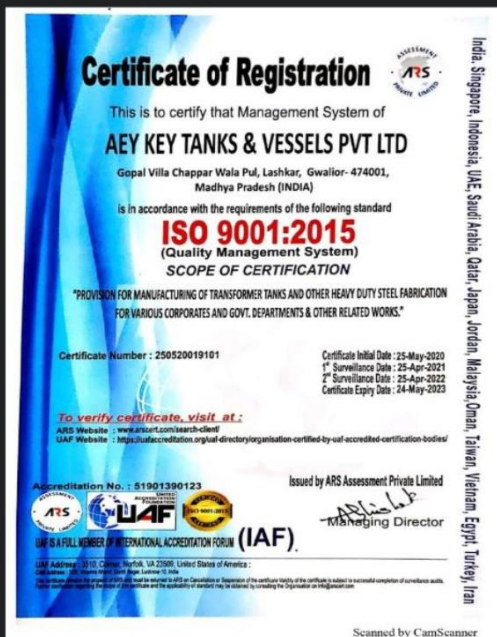 Certificate of Registration
ASSESSMENT
ARS
PRIVATE LIMITED
This is to certify that Management System of
AEY KEY TANKS & VESSELS PVT LTD
Gopal Villa Chappar Wala Pul, Lashkar, Gwalior- 474001,
Madhya Pradesh (INDIA)
is in accordance with the requirements of the following standard
ISO 9001:2015
(Quality Management System)
SCOPE OF CERTIFICATION
"PROVISION FOR MANUFACTURING OF TRANSFORMER TANKS AND OTHER HEAVY DUTY STEEL FABRICATION
FOR VARIOUS CORPORATES AND GOVT. DEPARTMENTS & OTHER RELATED WORKS."
Certificate Number : 250520019101
Certificate Initial Date : 25-May-2020
1st Surveillance Date : 25-Apr-2021
2nd Surveillance Date : 25-Apr-2022
Certificate Expiry Date : 24-May-2023
To verify certificate, visit at :
ARS Website : www.arscert.com/search-client/
UAF Website : https://uafaccreditation.org/uaf-directory/organisation-certified-by-uaf-accredited-certification-bodies/
Accreditation No. : 51901390123
Issued by ARS Assessment Private Limited
Managing Director
ASSESSMENT
ARS
PRIVATE LIMITED
UNITED
ACCREDITATION
FOUNDATION
UAF
ISO 9001:2015
UAF IS A FULL MEMBER OF INTERNATIONAL ACCREDITATION FORUM (IAF)
UAF Address : Norfolk, VA 23509, United States of America
India, Singapore, Indonesia, UAE, Saudi Arabia, Qatar, Japan, Jordan, Malaysia, Oman, Taiwan, Vietnam, Egypt, Turkey, Iran
Scanned by CamScanner